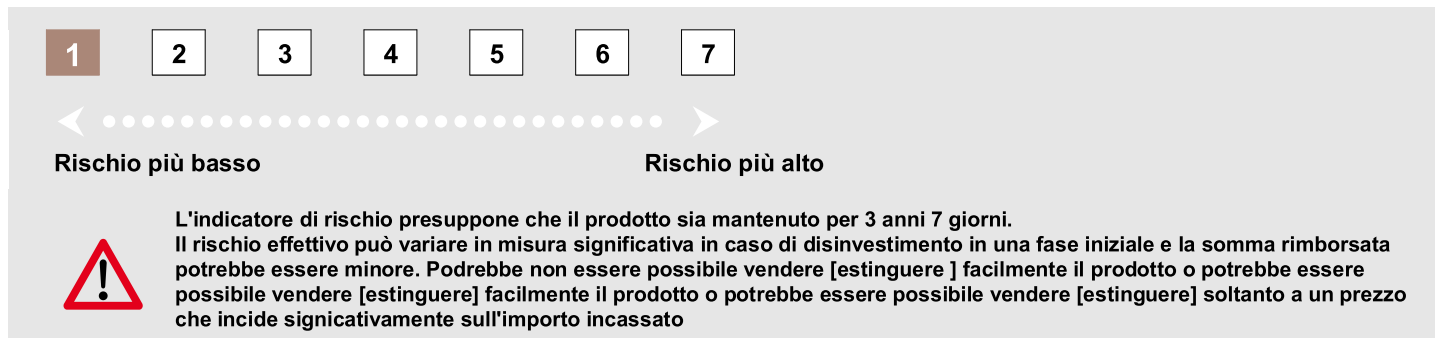 1 2 3 4 5 6 7
Rischio più basso Rischio più alto
L'indicatore di rischio presuppone che il prodotto sia mantenuto per 3 anni 7 giorni.
Il rischio effettivo può variare in misura significativa in caso di disinvestimento in una fase iniziale e la somma rimborsata
potrebbe essere minore. Podrebbe non essere possibile vendere [estinguere ] facilmente il prodotto o potrebbe essere
possibile vendere [estinguere] facilmente il prodotto o potrebbe essere possibile vendere [estinguere] soltanto a un prezzo
che incide signicativamente sull'importo incassato